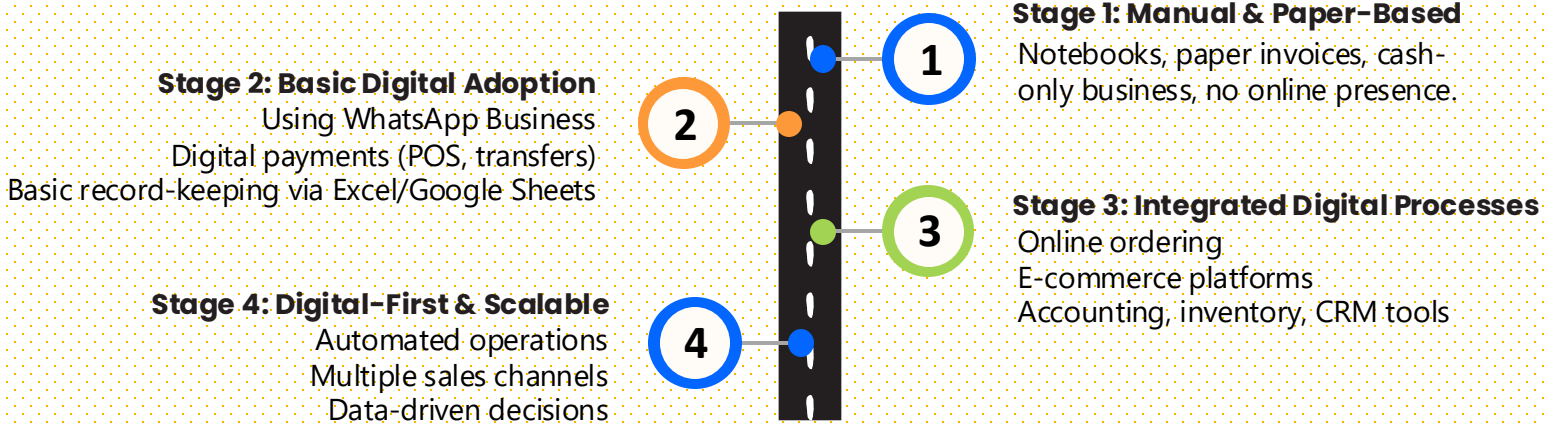 Stage 1: Manual & Paper-Based
Notebooks, paper invoices, cash-
only business, no online presence.
1
Stage 2: Basic Digital Adoption
Using WhatsApp Business
Digital payments (POS, transfers)
Basic record-keeping via Excel/Google Sheets
2
Stage 3: Integrated Digital Processes
Online ordering
E-commerce platforms
Accounting, inventory, CRM tools
3
Stage 4: Digital-First & Scalable
Automated operations
Multiple sales channels
Data-driven decisions
4